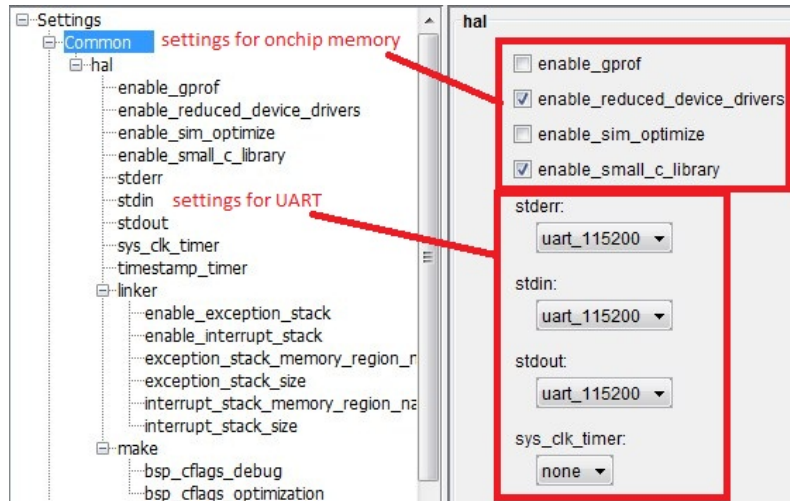 Settings
Common
settings for onchip memory
hal
enable_gprof
enable_reduced_device_drivers
enable_sim_optimize
enable_small_c_library
stderr
stdin
settings for UART
stdout
sys_clk_timer
timestamp_timer
linker
enable_exception_stack
enable_interrupt_stack
exception_stack_memory_region_n
exception_stack_size
interrupt_stack_memory_region_na
interrupt_stack_size
make
bsp_cflags_debug
bsp_cflags_optimization
hal
enable_gprof
enable_reduced_device_drivers
enable_sim_optimize
enable_small_c_library
stderr:
uart_115200
stdin:
uart_115200
stdout:
uart_115200
sys_clk_timer:
none